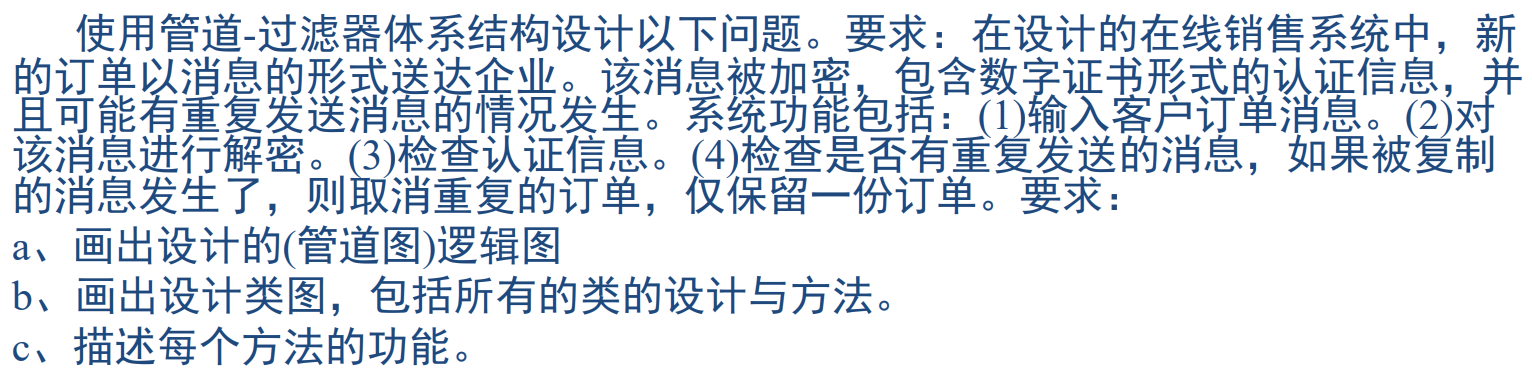 使用管道-过滤器体系结构设计以下问题。要求：在设计的在线销售系统中，新
的订单以消息的形式送达企业。该消息被加密，包含数字证书形式的认证信息，并
且可能有重复发送消息的情况发生。系统功能包括：(1)输入客户订单消息。(2)对
该消息进行解密。(3)检查认证信息。(4)检查是否有重复发送的消息，如果被复制
的消息发生了，则取消重复的订单，仅保留一份订单。要求：
a、画出设计的(管道图)逻辑图
b、画出设计类图，包括所有的类的设计与方法。
c、描述每个方法的功能。